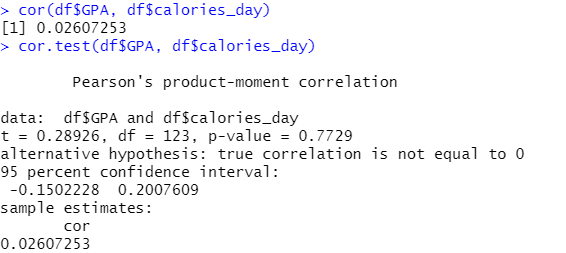 > cor(df$GPA, df$calories_day)
[1] 0.02607253
> cor.test(df$GPA, df$calories_day)
Pearson's product-moment correlation
data:  df$GPA and df$calories_day
t = 0.28926, df = 123, p-value = 0.7729
alternative hypothesis: true correlation is not equal to 0
95 percent confidence interval:
 -0.1502228  0.2007609
sample estimates:
cor
0.02607253